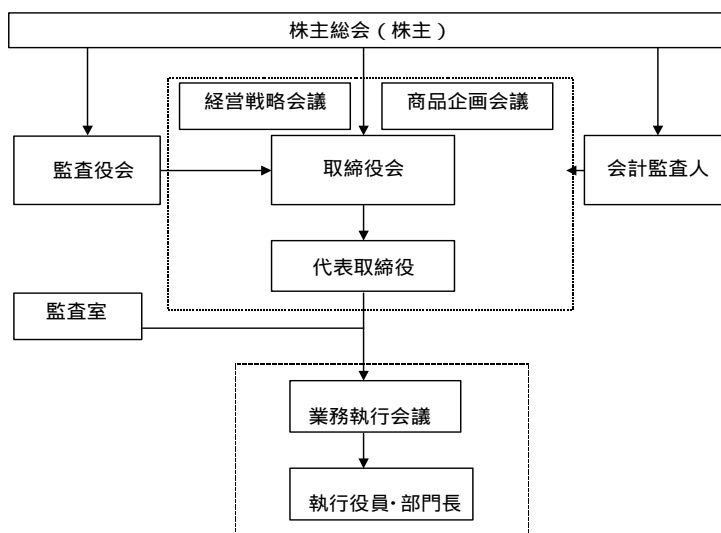 株主総会（株主）
経営戦略会議
商品企画会議
監査役会
取締役会
会計監査人
代表取締役
監査室
業務執行会議
執行役員・部門長